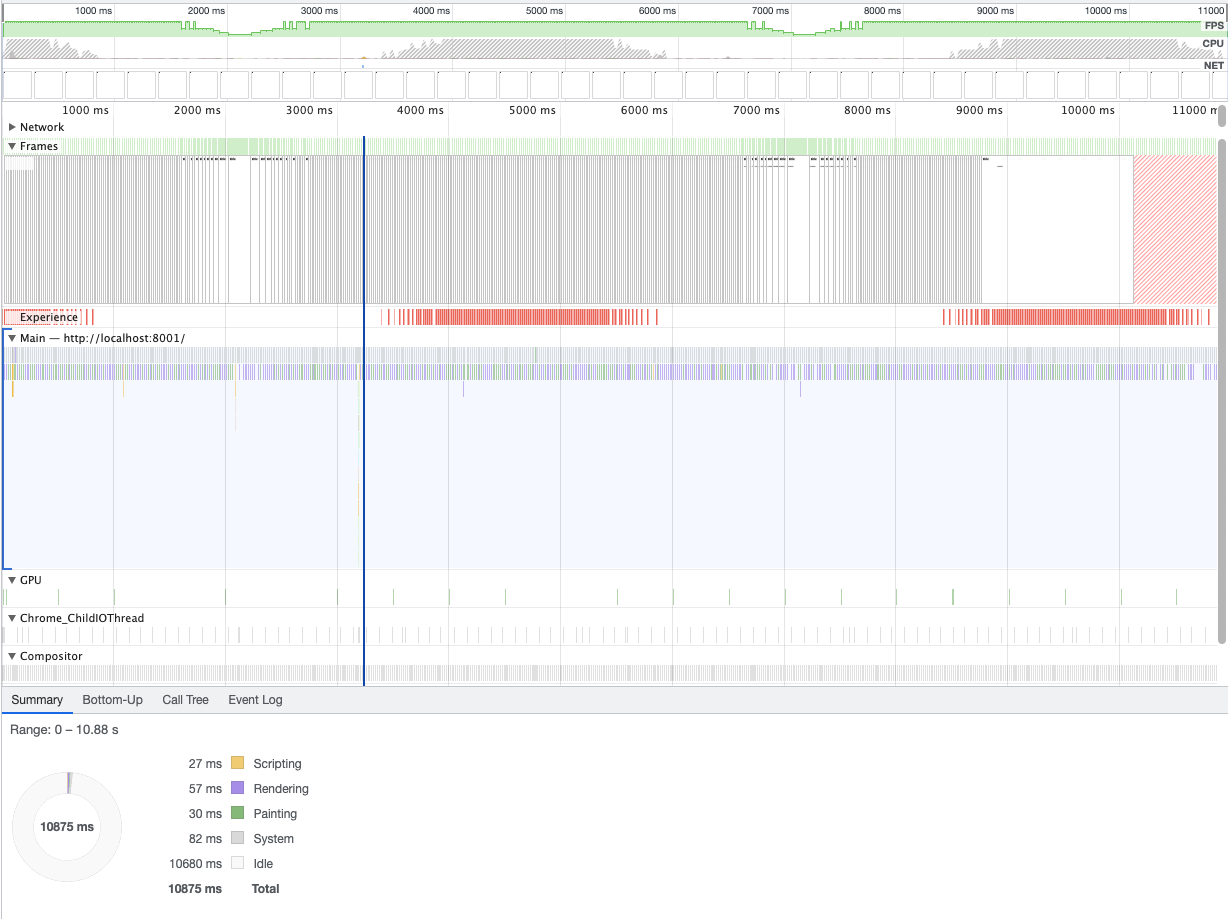 1000 ms 2000 ms 3000 ms 4000 ms 5000 ms 6000 ms 7000 ms 8000 ms 9000 ms 10000 ms 11000
FPS
CPU
NET
1000 ms 2000 ms 3000 ms 4000 ms 5000 ms 6000 ms 7000 ms 8000 ms 9000 ms 10000 ms 11000 m
Network
Frames
Experience
Main — http://localhost:8001/
GPU
Chrome_ChildIOThread
Compositor
Summary Bottom-Up Call Tree Event Log
Range: 0 – 10.88 s
27 ms Scripting
57 ms Rendering
30 ms Painting
10875 ms
82 ms System
10680 ms Idle
10875 ms Total